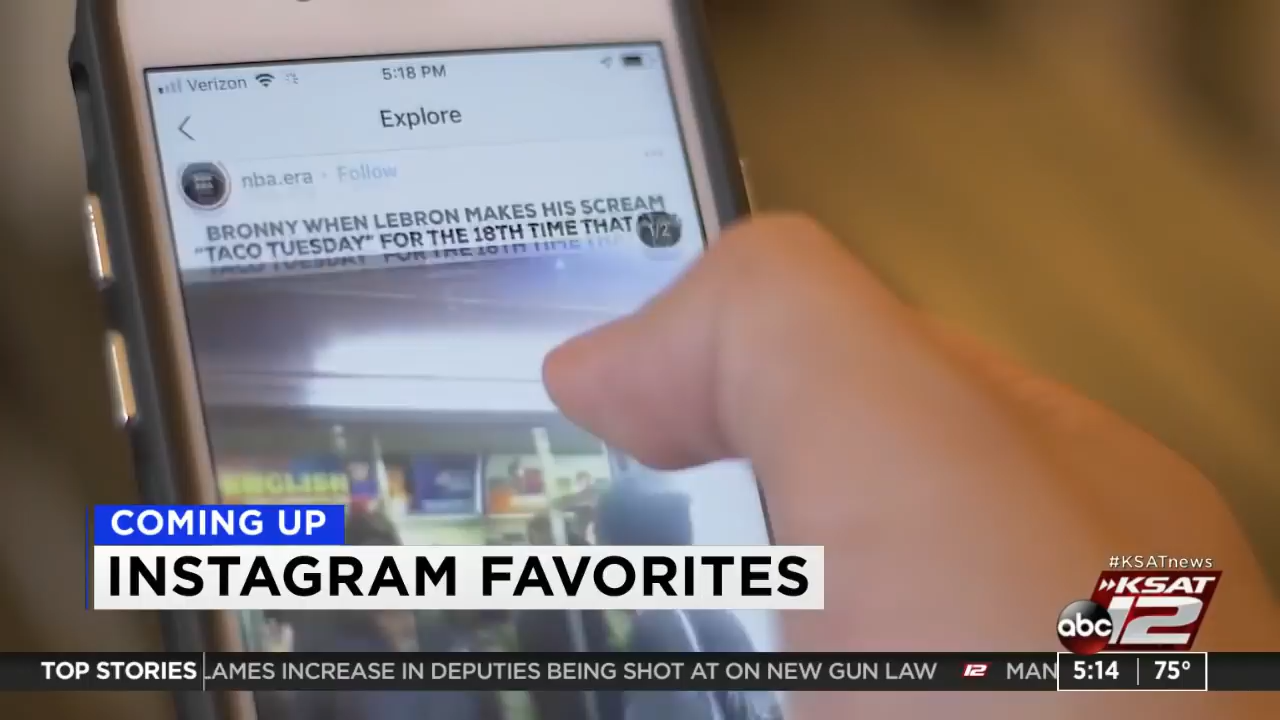 Verizon
5:18 PM
Explore
nba.era · Follow
BRONNY WHEN LEBRON MAKES HIS SCREAM
"TACO TUESDAY" FOR THE 18TH TIME THAT
1/2
ENGLISH
COMING UP
INSTAGRAM FAVORITES
#KSATnews
KSAT
abc 12
TOP STORIES
LAMES INCREASE IN DEPUTIES BEING SHOT AT ON NEW GUN LAW 12 MAN
5:14 75°